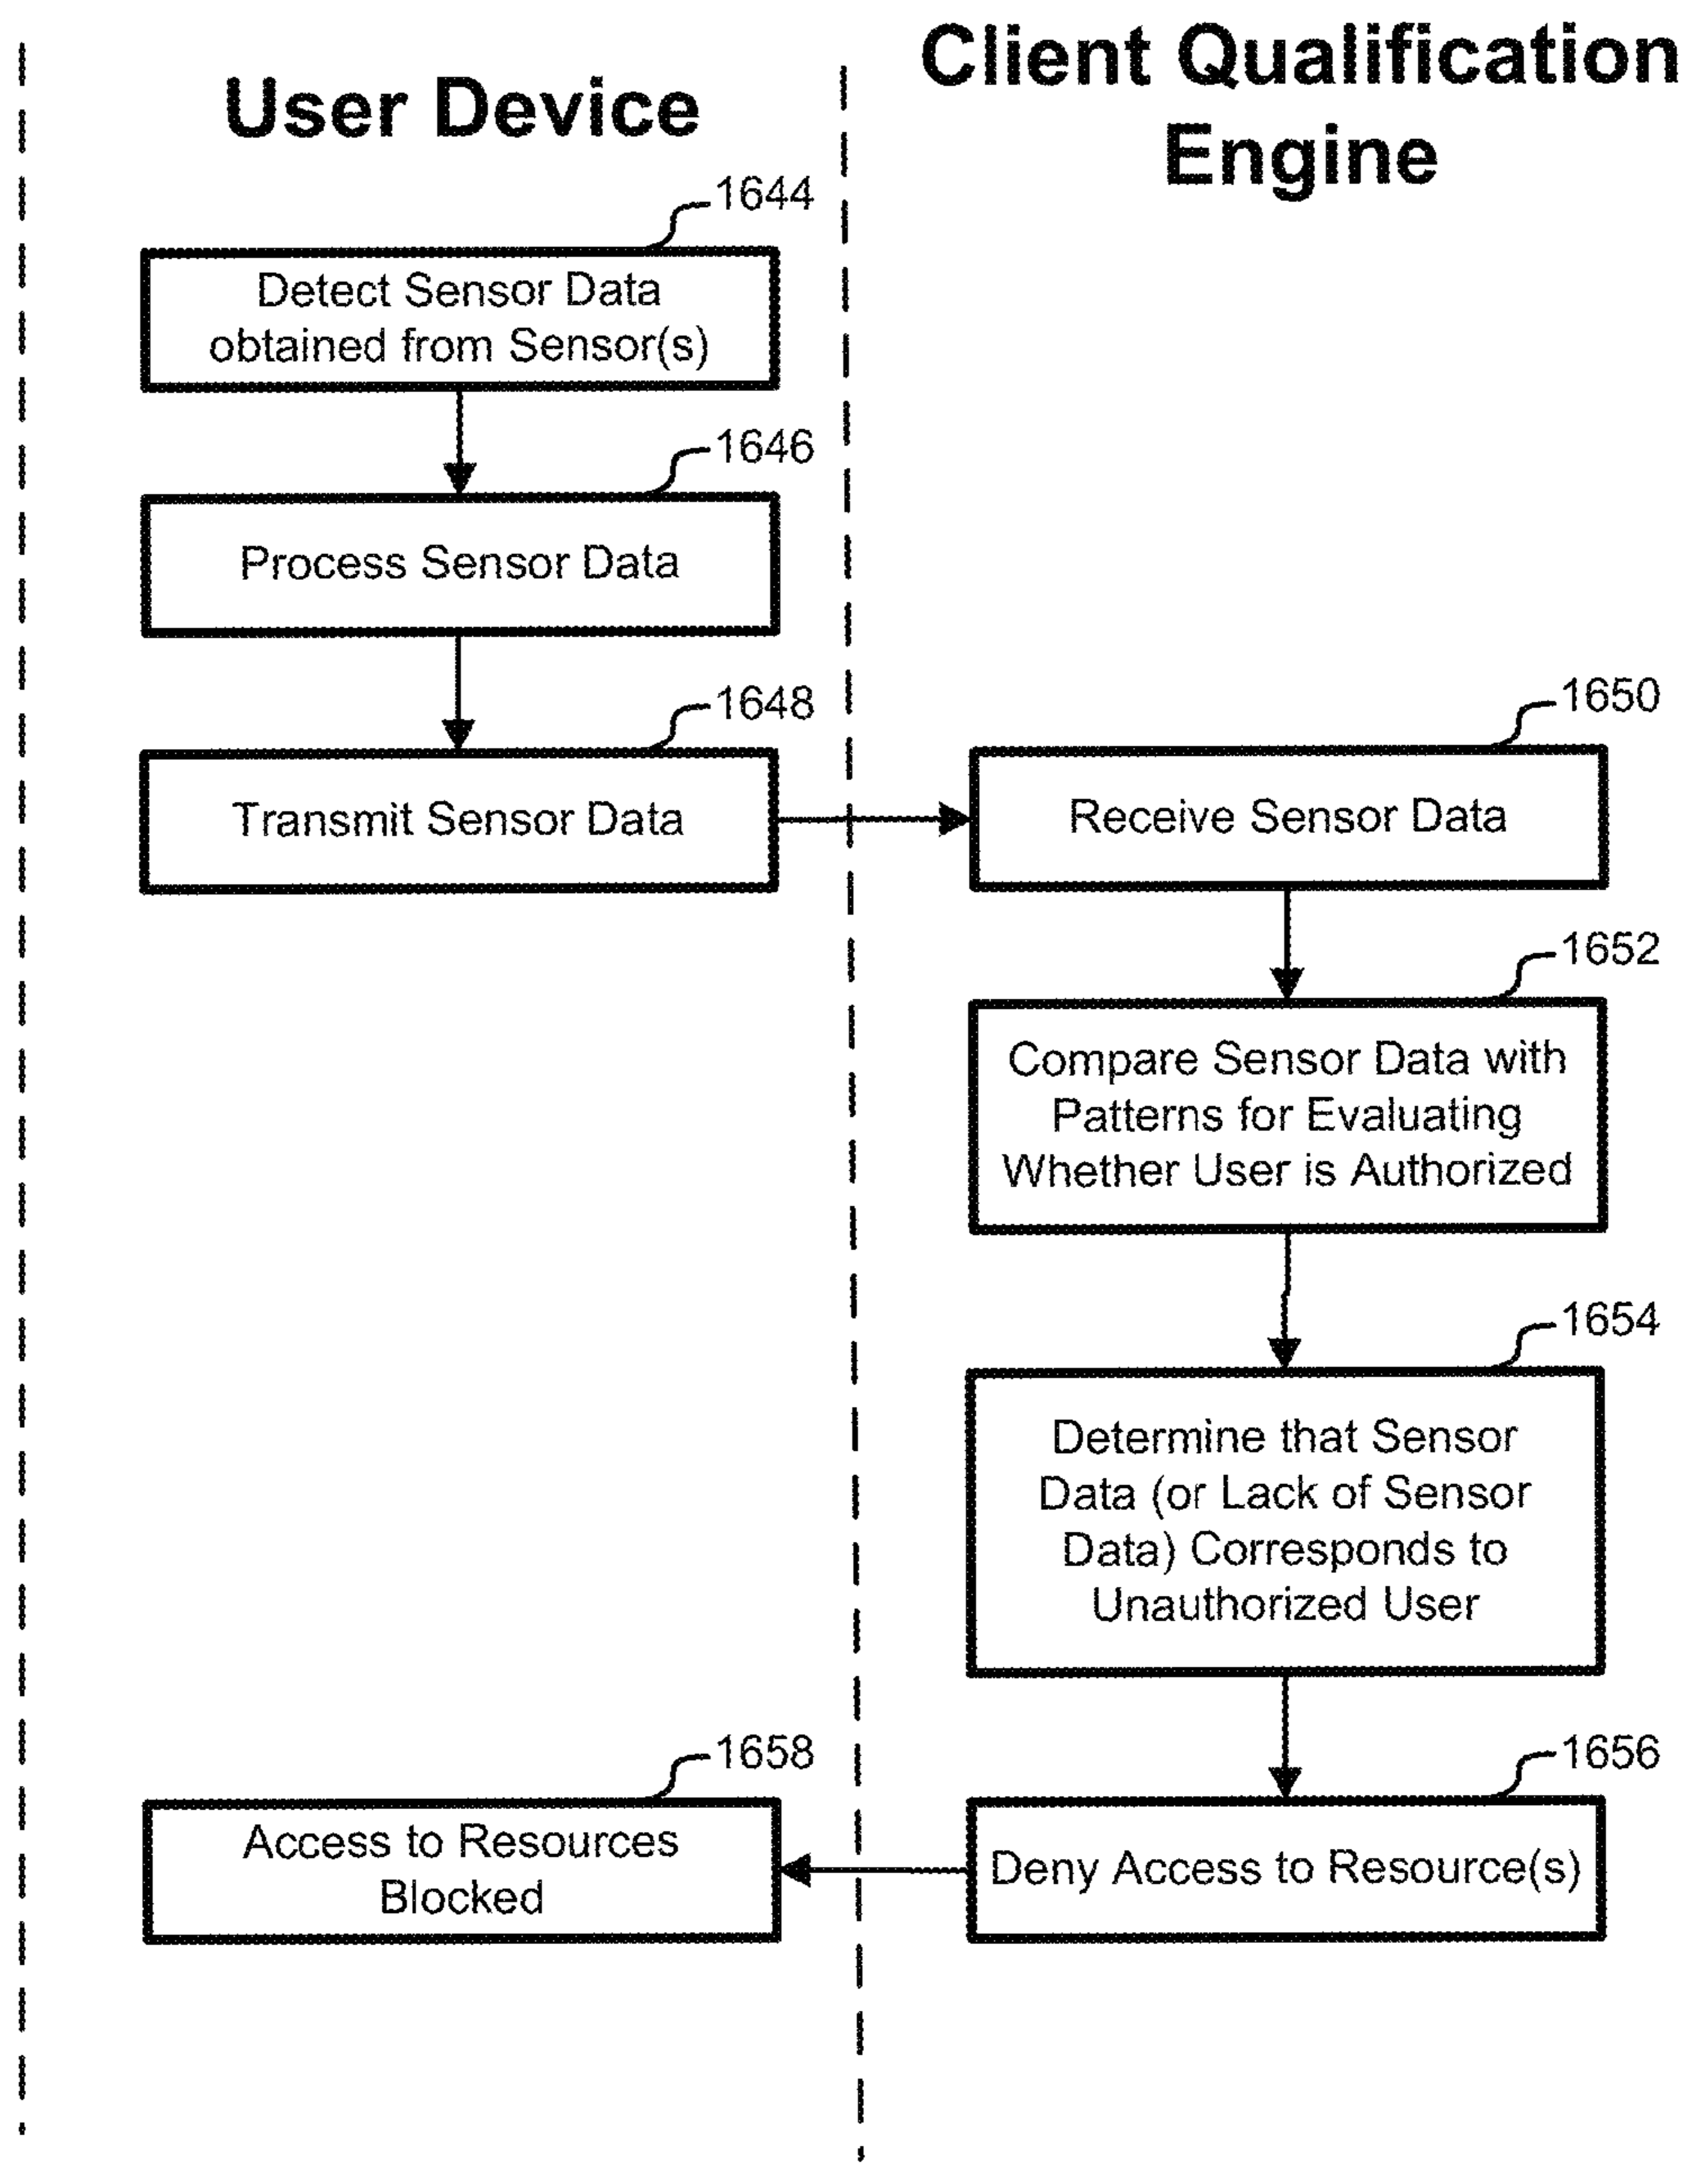 User Device
Client Qualification
Engine
1644
Detect Sensor Data
obtained from Sensor(s)
1646
Process Sensor Data
1648
Transmit Sensor Data
1650
Receive Sensor Data
1652
Compare Sensor Data with
Patterns for Evaluating
Whether User is Authorized
1654
Determine that Sensor
Data (or Lack of Sensor
Data) Corresponds to
Unauthorized User
1656
Deny Access to Resource(s)
1658
Access to Resources
Blocked